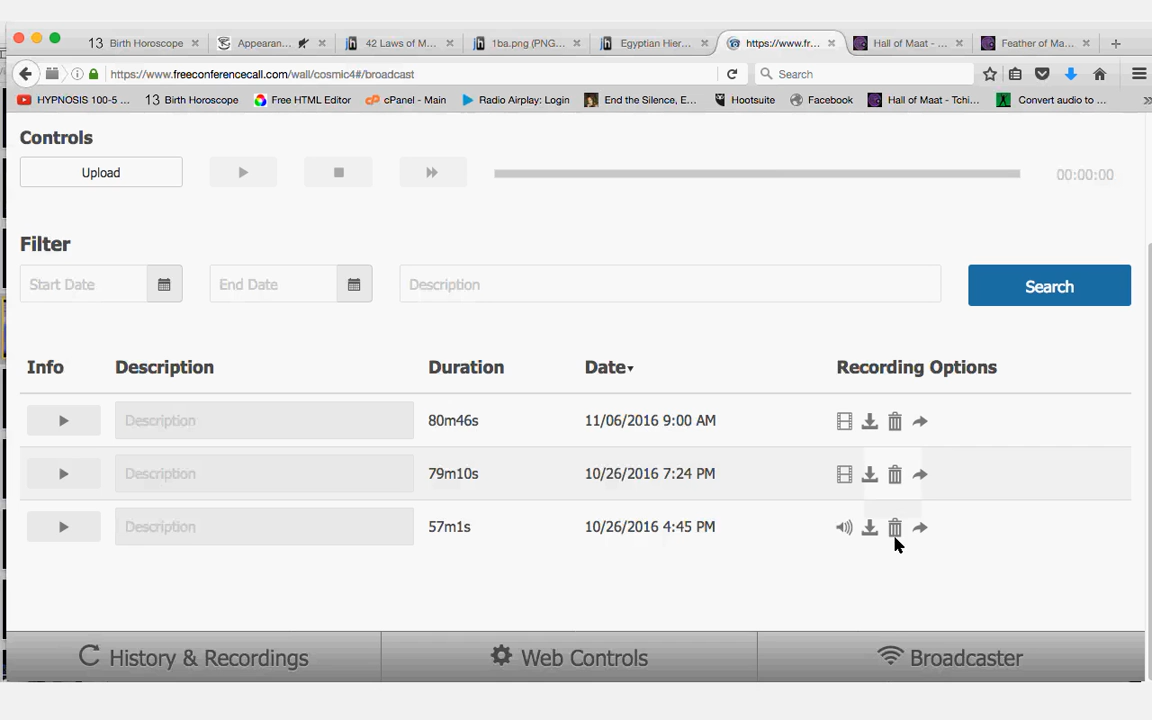 13 Birth Horoscope × Appearan... × 42 Laws of M... × 1ba.png (PNG... × Egyptian Hier... × https://www.fr... × Hall of Maat - ... × Feather of Ma... × +
https://www.freeconferencecall.com/wall/cosmic4#/broadcast Search
HYPNOSIS 100-5 ... 13 Birth Horoscope Free HTML Editor cPanel - Main Radio Airplay: Login End the Silence, E... Hootsuite Facebook Hall of Maat - Tchi... Convert audio to ... »
Controls
Upload 00:00:00
Filter
Start Date End Date Description Search
Info Description Duration Date Recording Options
Description 80m46s 11/06/2016 9:00 AM
Description 79m10s 10/26/2016 7:24 PM
Description 57m1s 10/26/2016 4:45 PM
History & Recordings Web Controls Broadcaster